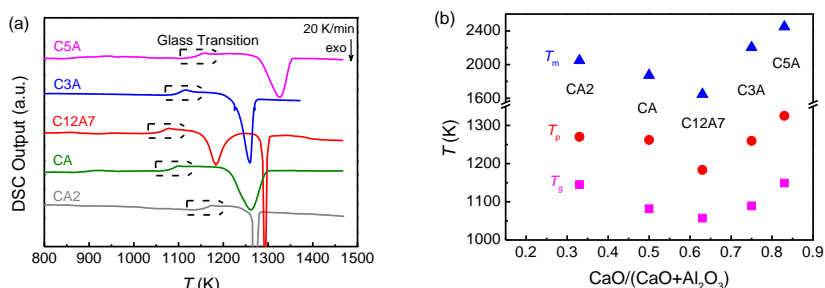 (a)
20 K/min
exo
Glass Transition
C5A
C3A
C12A7
CA
CA2
DSC Output (a.u.)
800 900 1000 1100 1200 1300 1400 1500
T (K)
(b)
2400
2000
1600
1300
1200
1100
1000
T (K)
Tm
Tp
Tg
CA2
CA
C12A7
C3A
C5A
0.2 0.3 0.4 0.5 0.6 0.7 0.8 0.9
CaO/(CaO+Al2O3)